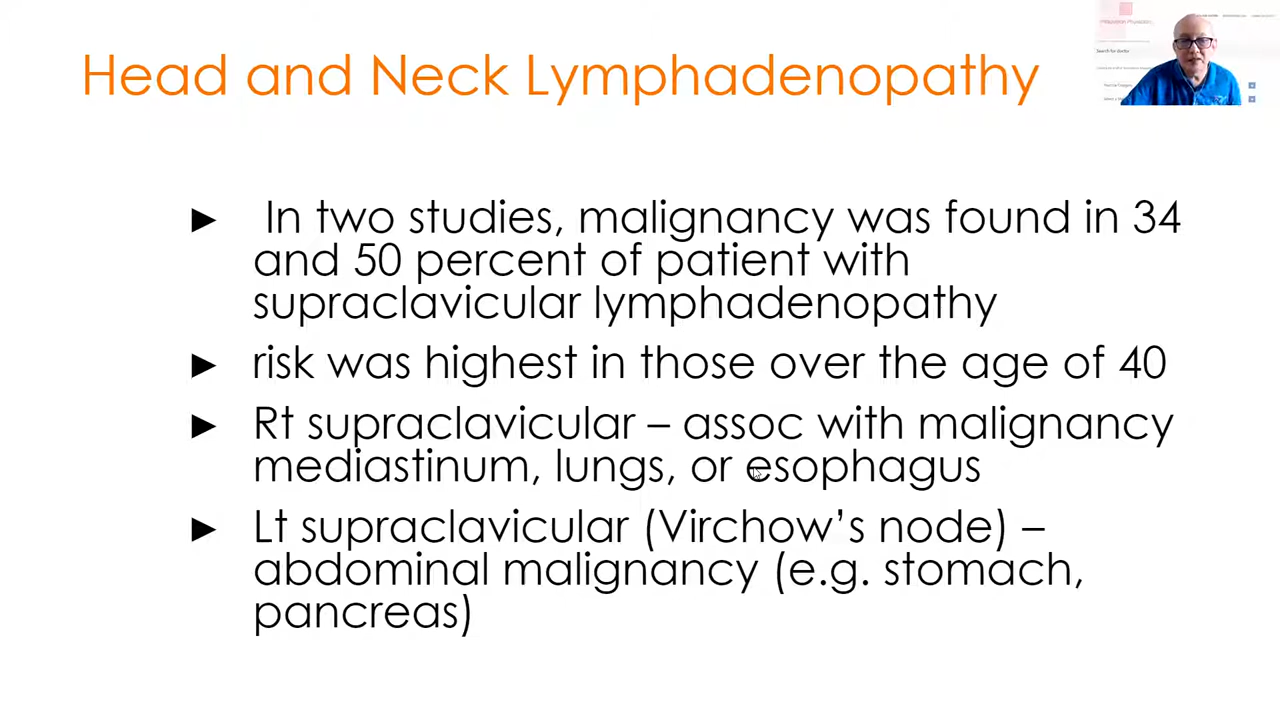 Head and Neck Lymphadenopathy
► In two studies, malignancy was found in 34
and 50 percent of patient with
supraclavicular lymphadenopathy
► risk was highest in those over the age of 40
► Rt supraclavicular – assoc with malignancy
mediastinum, lungs, or esophagus
► Lt supraclavicular (Virchow’s node) –
abdominal malignancy (e.g. stomach,
pancreas)